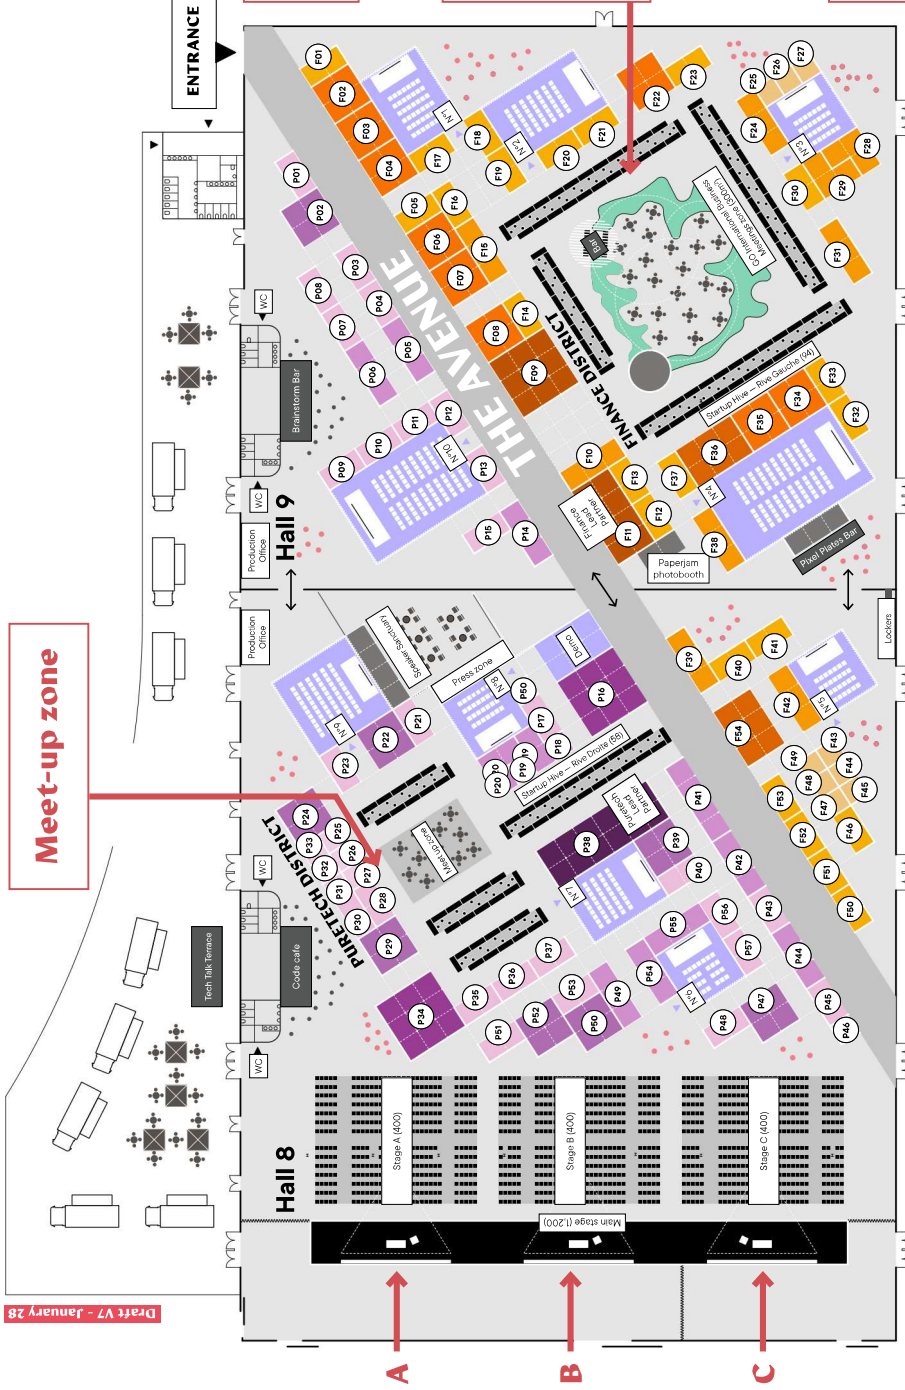 ENTRANCE
F01
F02
F03
F04
F17
N°1
F18
F19
N°2
F20
F21
F22
F23
F24
F25
F26
F27
N°3
F28
F29
F30
F31
P01
P02
P03
P04
P05
P06
P07
P08
WC
Brainstorm Bar
WC
Production
Office
Hall 9
THE AVENUE
F05
F16
F06
F15
F07
F08
F14
F09
FINANCE DISTRICT
Bar
GO International Business
Meetings zone (300m²)
Startup Hive — Rive Gauche (94)
P09
P10
P11
P12
N°10
P13
P14
P15
F10
F13
F12
F11
Finance
Lead
Partner
Paperjam
photobooth
F37
F36
F35
F34
F33
F32
N°4
F38
Pixel Plates Bar
Meet-up zone
Production
Office
Lockers
Speaker Sanctuary
Press zone
Demo
N°9
N°8
P21
P22
P23
P50
P17
P18
P19
P20
P16
Startup Hive — Rive Droite (58)
F39
F40
F41
F42
N°5
F54
F43
F44
F45
F46
F47
F48
F49
F53
F52
F51
F50
PURETECH DISTRICT
P24
P25
P26
P27
P28
P29
P30
P31
P32
P33
Meet up zone
P34
P35
P36
P37
P38
Puretech
Lead
Partner
N°7
P39
P40
P41
P42
P43
P44
P45
P46
P47
P48
P49
P50
P51
P52
P53
P54
P55
P56
P57
N°6
WC
Code cafe
Tech Talk Terrace
WC
Hall 8
Stage A (400)
Stage B (400)
Stage C (400)
Main stage (1,200)
Draft V7 - January 28
A
B
C